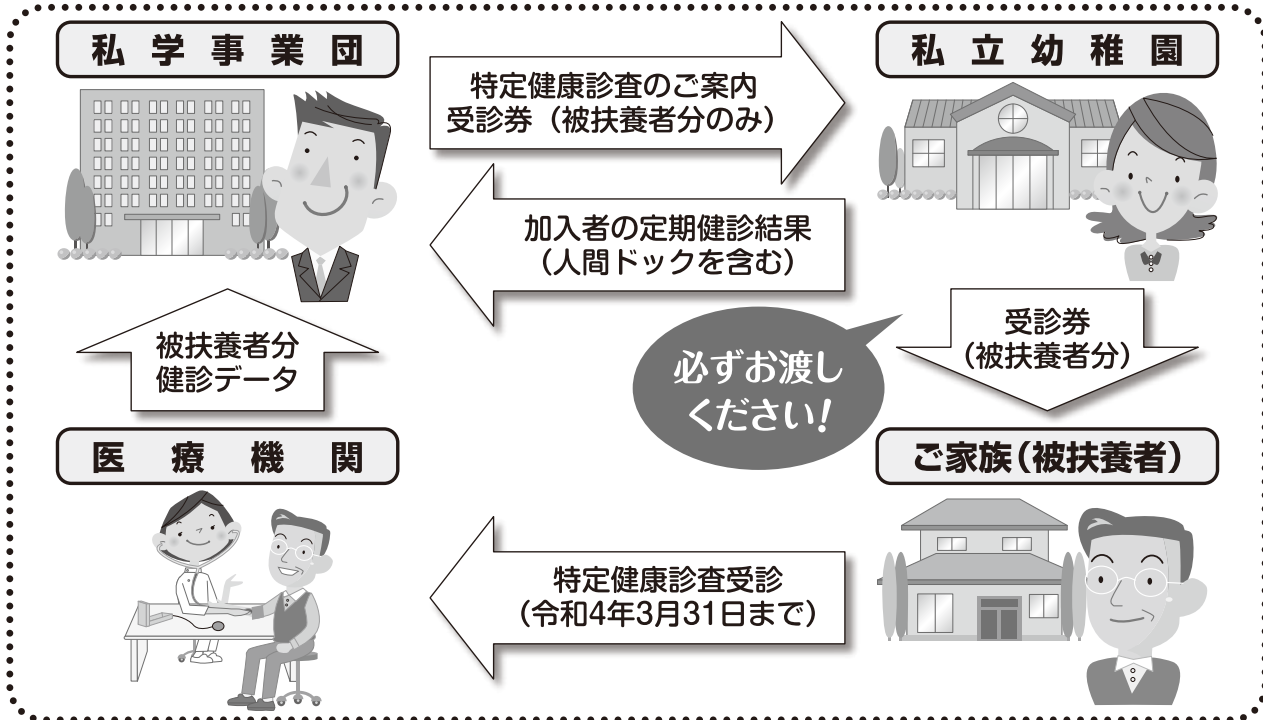 私学事業団
私立幼稚園
特定健康診査のご案内
受診券（被扶養者分のみ）
加入者の定期健診結果
（人間ドックを含む）
被扶養者分
健診データ
必ずお渡し
ください！
受診券
（被扶養者分）
医療機関
ご家族（被扶養者）
特定健康診査受診
（令和4年3月31日まで）